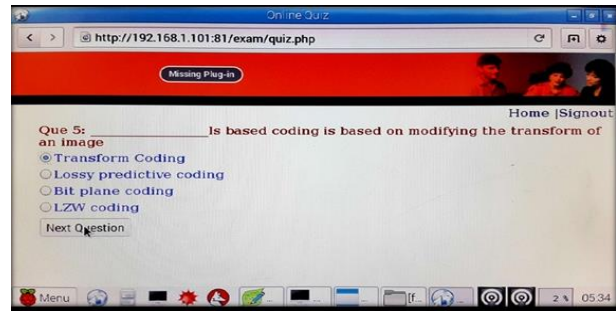 Online Quiz
http://192.168.1.101:81/exam/quiz.php
Missing Plug-in
Home |Signout
Que 5: ______________Is based coding is based on modifying the transform of
an image
Transform Coding
Lossy predictive coding
Bit plane coding
LZW coding
Next Question
Menu
[f...
2 %
05:34